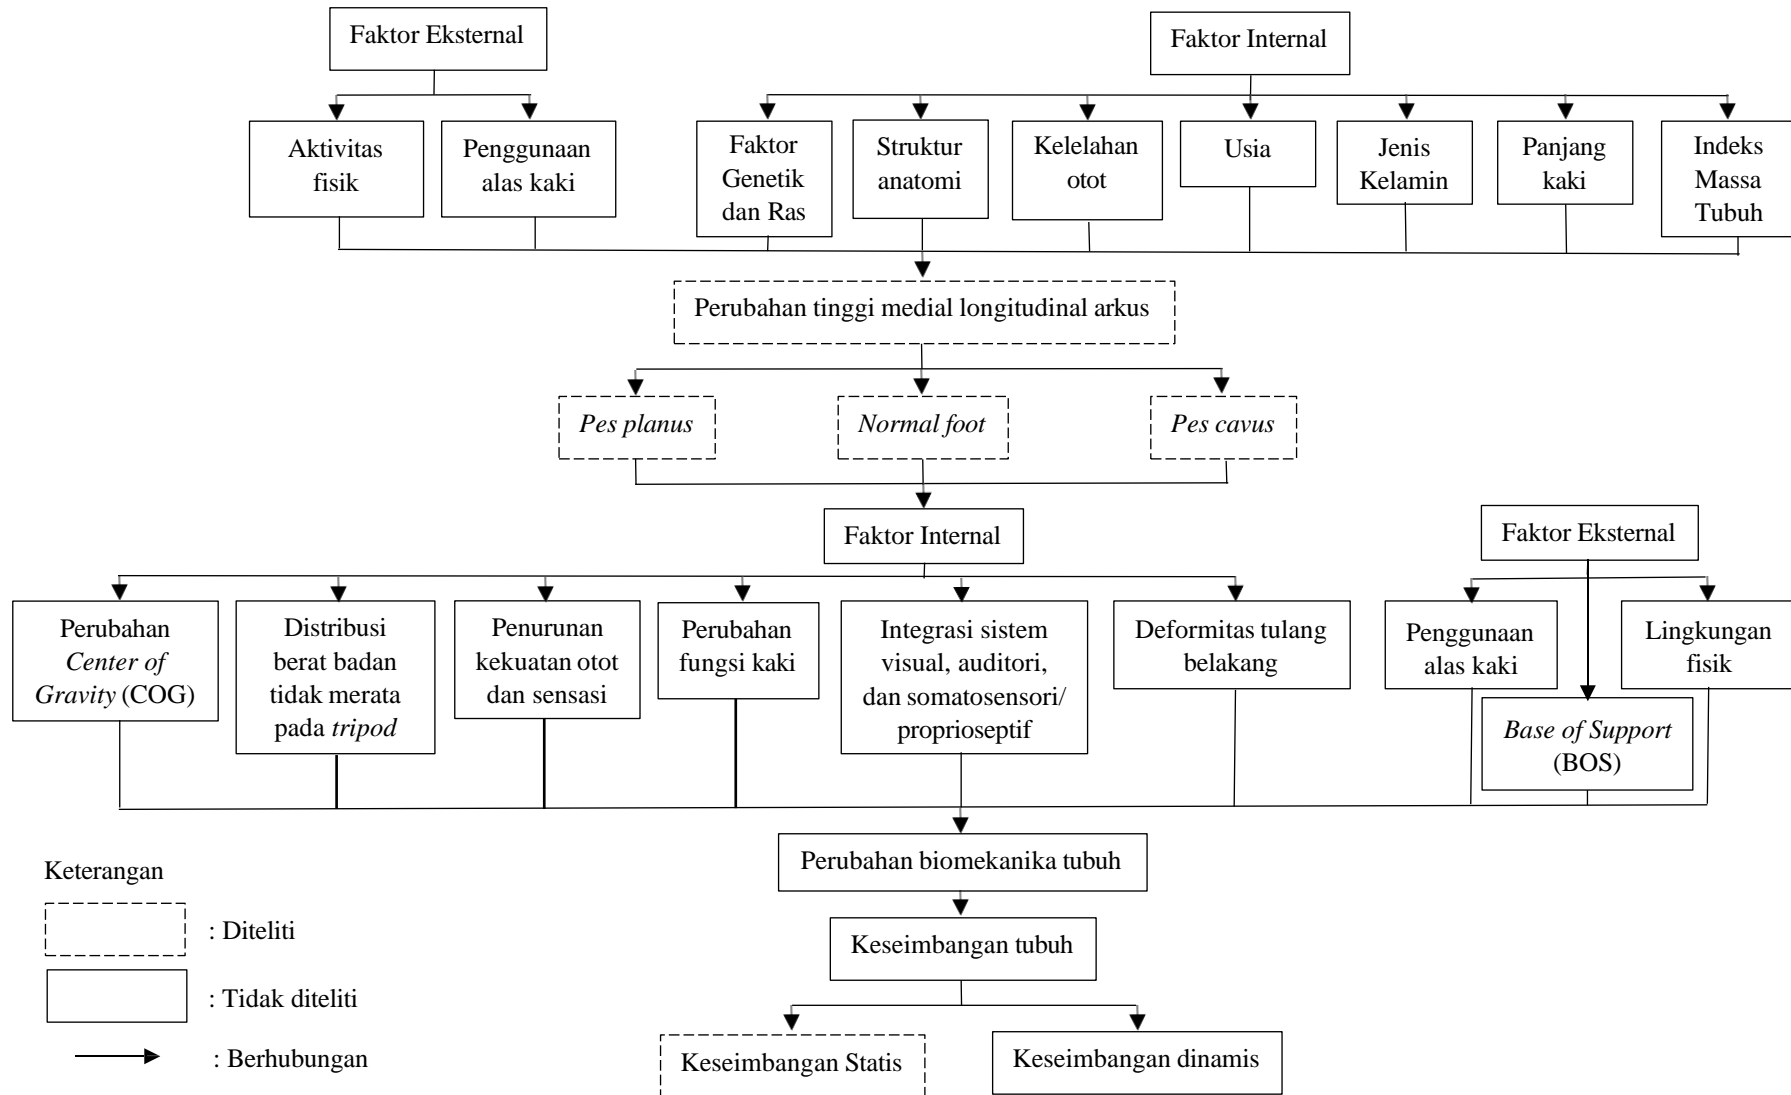 Faktor Eksternal
Faktor Internal
Aktivitas
fisik
Penggunaan
alas kaki
Faktor
Genetik
dan Ras
Struktur
anatomi
Kelelahan
otot
Usia
Jenis
Kelamin
Panjang
kaki
Indeks
Massa
Tubuh
Perubahan tinggi medial longitudinal arkus
Pes planus
Normal foot
Pes cavus
Faktor Internal
Faktor Eksternal
Perubahan
Center of
Gravity (COG)
Distribusi
berat badan
tidak merata
pada tripod
Penurunan
kekuatan otot
dan sensasi
Perubahan
fungsi kaki
Integrasi sistem
visual, auditori,
dan somatosensori/
proprioseptif
Deformitas tulang
belakang
Penggunaan
alas kaki
Base of Support
(BOS)
Lingkungan
fisik
Perubahan biomekanika tubuh
Keseimbangan tubuh
Keseimbangan Statis
Keseimbangan dinamis
Keterangan
: Diteliti
: Tidak diteliti
: Berhubungan